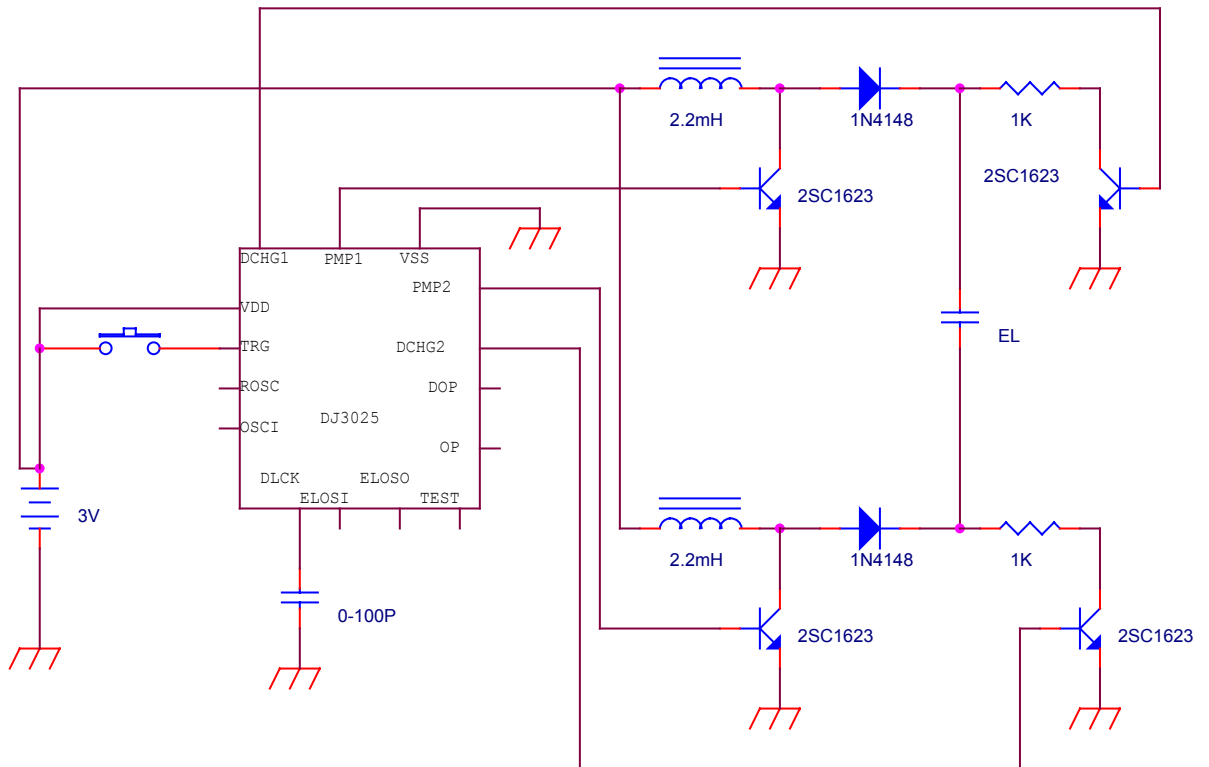 2.2mH
1N4148
1K
2SC1623
2SC1623
DCHG1
PMP1
VSS
PMP2
VDD
TRG
DCHG2
EL
ROSC
DOP
DJ3025
OSCI
OP
DLCK
ELOSO
ELOSI
TEST
3V
2.2mH
1N4148
1K
0-100P
2SC1623
2SC1623